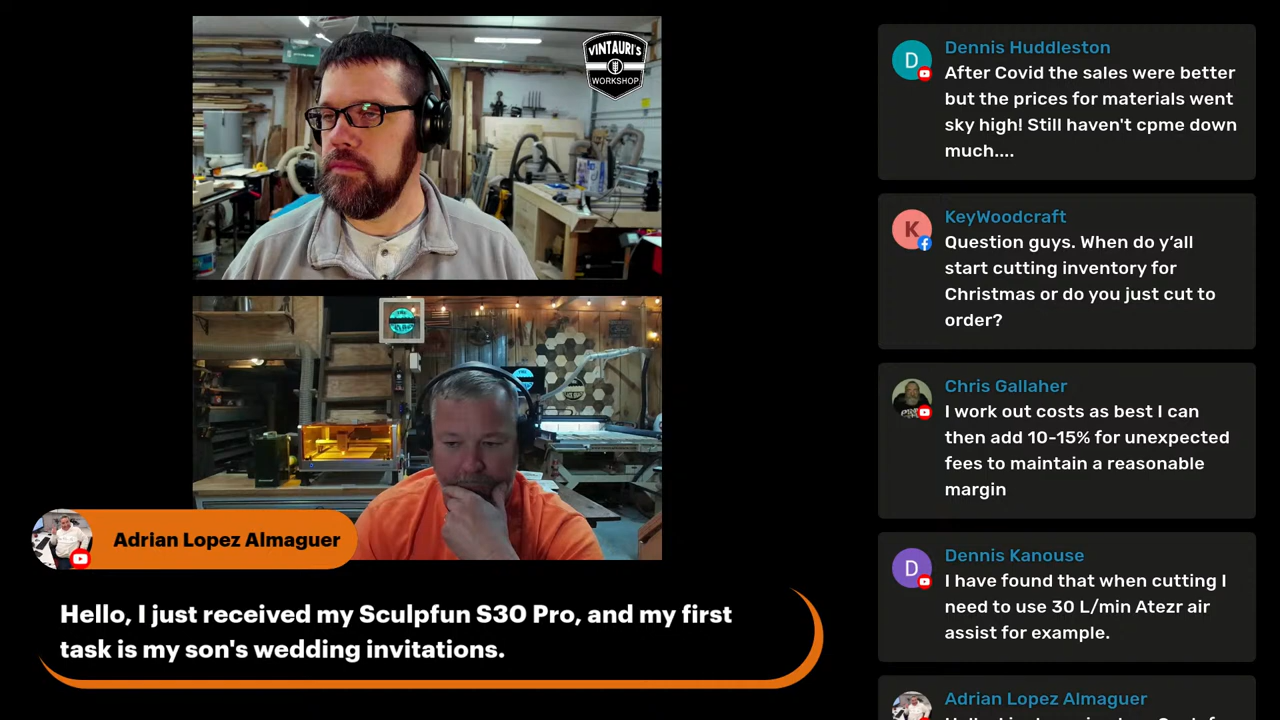 VINTAURI'S
WORKSHOP
Adrian Lopez Almaguer
Hello, I just received my Sculpfun S30 Pro, and my first
task is my son's wedding invitations.
Dennis Huddleston
After Covid the sales were better
but the prices for materials went
sky high! Still haven't cpme down
much....
KeyWoodcraft
Question guys. When do y’all
start cutting inventory for
Christmas or do you just cut to
order?
Chris Gallaher
I work out costs as best I can
then add 10-15% for unexpected
fees to maintain a reasonable
margin
Dennis Kanouse
I have found that when cutting I
need to use 30 L/min Atezr air
assist for example.
Adrian Lopez Almaguer